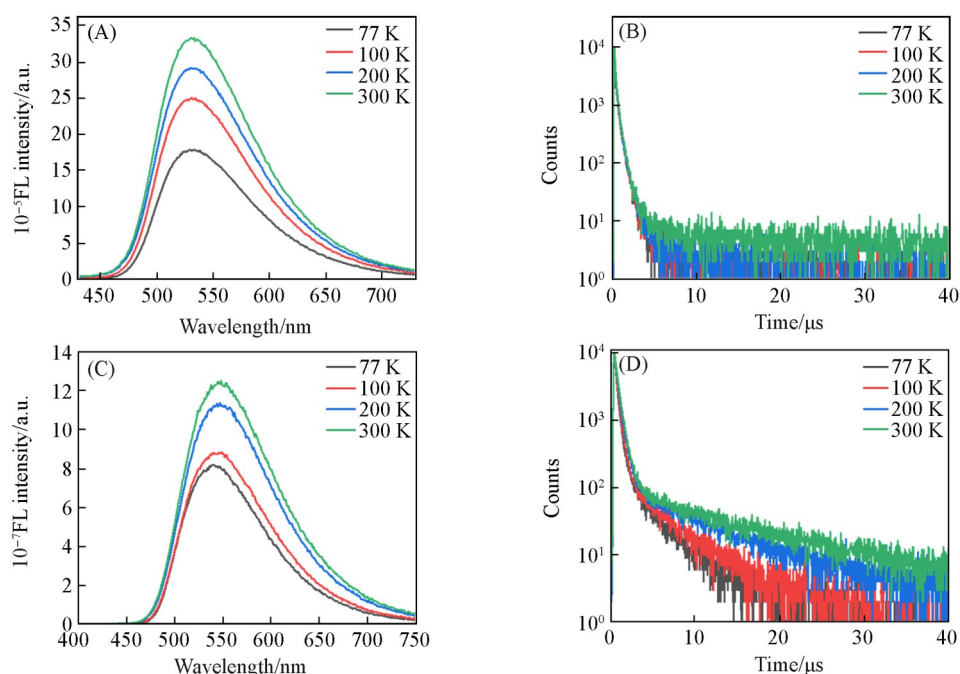 (A)
77 K
100 K
200 K
300 K
35
30
25
20
15
10
5
0
10⁻⁵FL intensity/a.u.
450 500 550 600 650 700
Wavelength/nm
(B)
77 K
100 K
200 K
300 K
10⁴
10³
10²
10¹
10⁰
Counts
0 10 20 30 40
Time/μs
(C)
77 K
100 K
200 K
300 K
14
12
10
8
6
4
2
0
10⁻⁷FL intensity/a.u.
400 450 500 550 600 650 700 750
Wavelength/nm
(D)
77 K
100 K
200 K
300 K
10⁴
10³
10²
10¹
10⁰
Counts
0 10 20 30 40
Time/μs